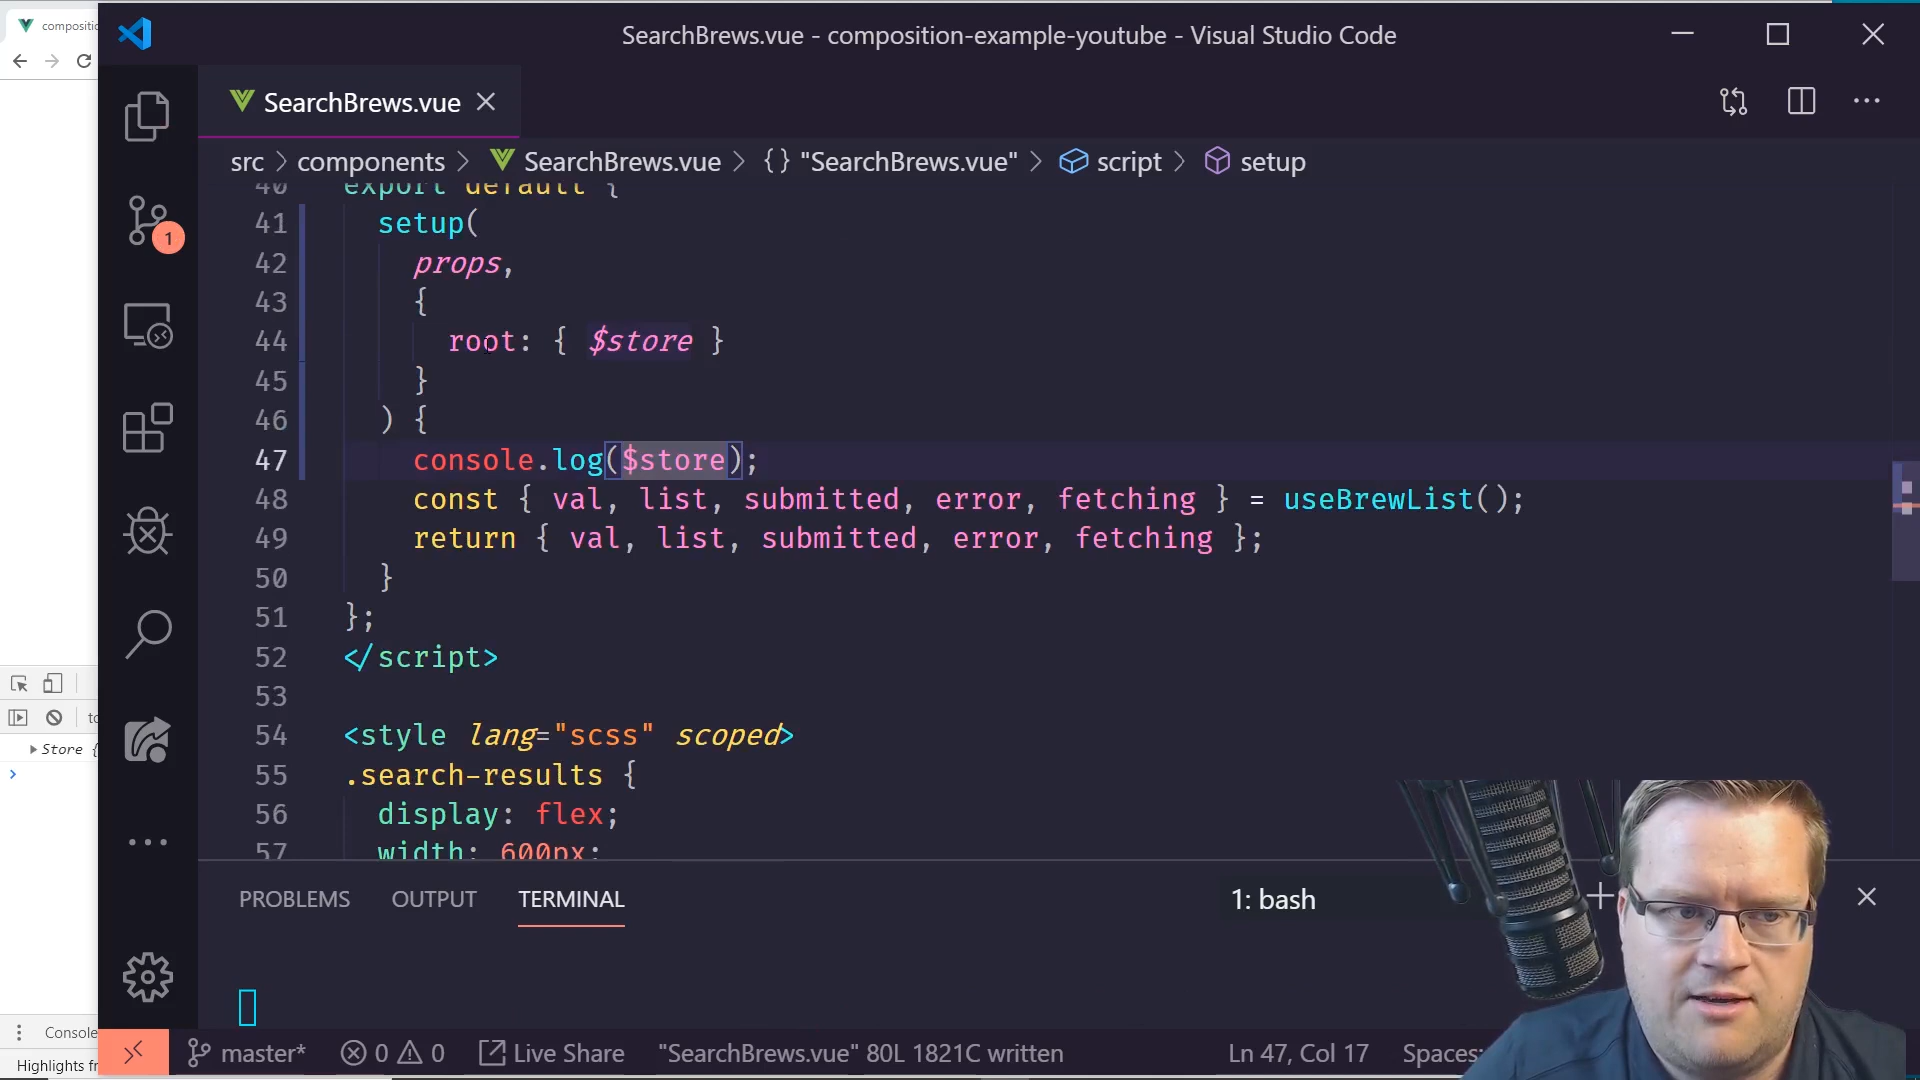 compositio
SearchBrews.vue - composition-example-youtube - Visual Studio Code
SearchBrews.vue
src > components > SearchBrews.vue > {} "SearchBrews.vue" > script > setup
40 export default {
41 setup(
42 props,
43 {
44 root: { $store }
45 }
46 ) {
47 console.log($store);
48 const { val, list, submitted, error, fetching } = useBrewList();
49 return { val, list, submitted, error, fetching };
50 }
51 };
52 </script>
53
54 <style lang="scss" scoped>
55 .search-results {
56 display: flex;
57 width: 600px;
1
to
Store {
PROBLEMS OUTPUT TERMINAL 1: bash
Console
Highlights fr
master* 0 0 Live Share "SearchBrews.vue" 80L 1821C written Ln 47, Col 17 Spaces: